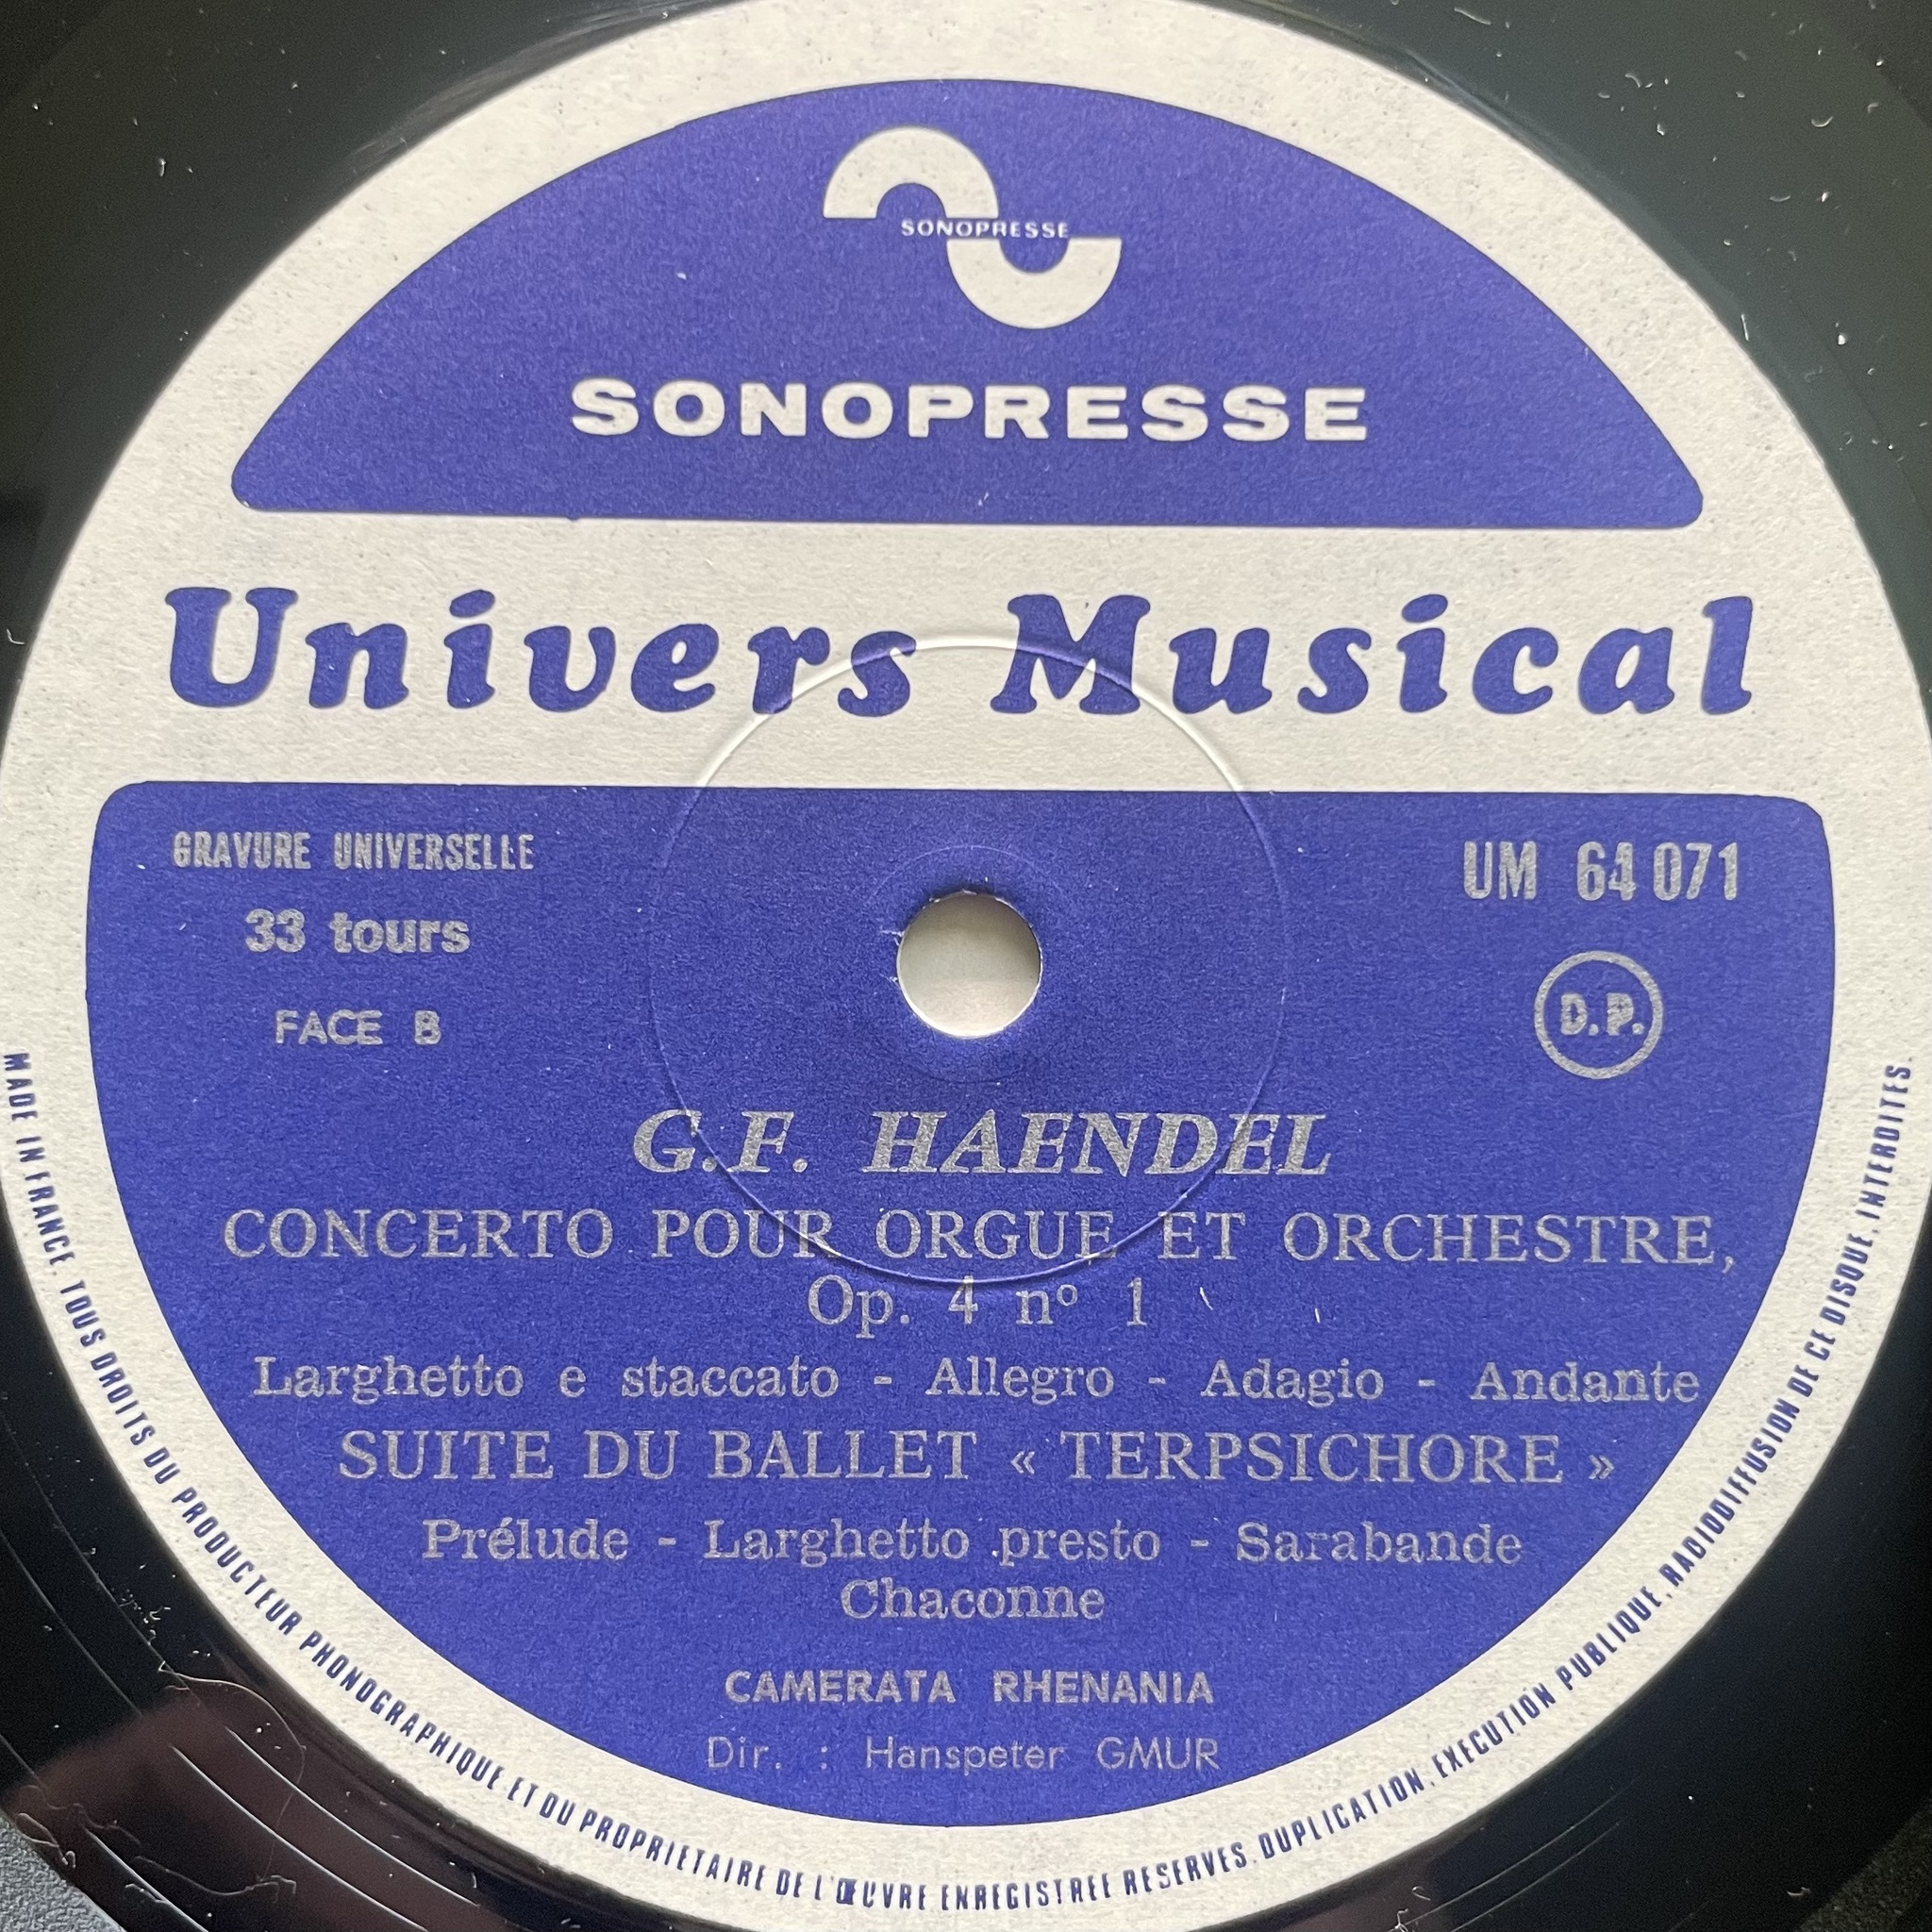 SONOPRESSE
SONOPRESSE
Univers Musical
GRAVURE UNIVERSELLE
33 tours
FACE B
UM 64 071
D.P.
G.F. HAENDEL
CONCERTO POUR ORGUE ET ORCHESTRE,
Op. 4 nº 1
Larghetto e staccato - Allegro - Adagio - Andante
SUITE DU BALLET « TERPSICHORE »
Prélude - Larghetto presto - Sarabande
Chaconne
CAMERATA RHENANIA
Dir. : Hanspeter GMUR
MADE IN FRANCE. TOUS DROITS DU PRODUCTEUR PHONOGRAPHIQUE ET DU PROPRIETAIRE DE L'ŒUVRE ENREGISTREE RESERVES. DUPLICATION. EXECUTION PUBLIQUE, RADIODIFFUSION DE CE DISQUE, INTERDITES.